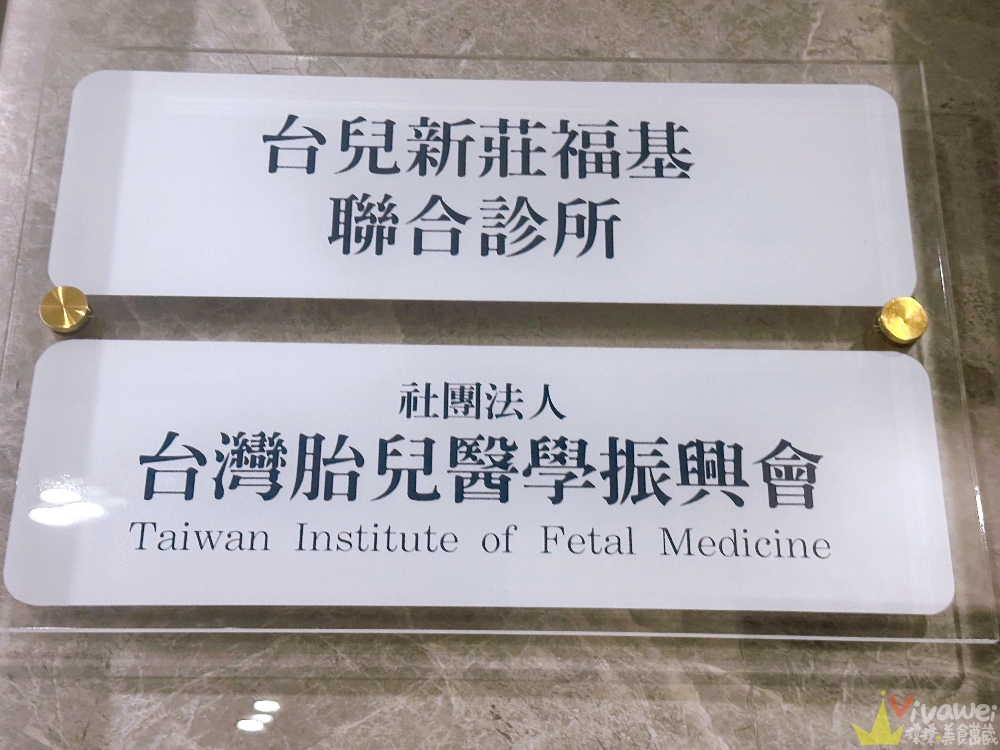 台兒新莊福基
聯合診所
社團法人
台灣胎兒醫學振興會
Taiwan Institute of Fetal Medicine
Vivawei